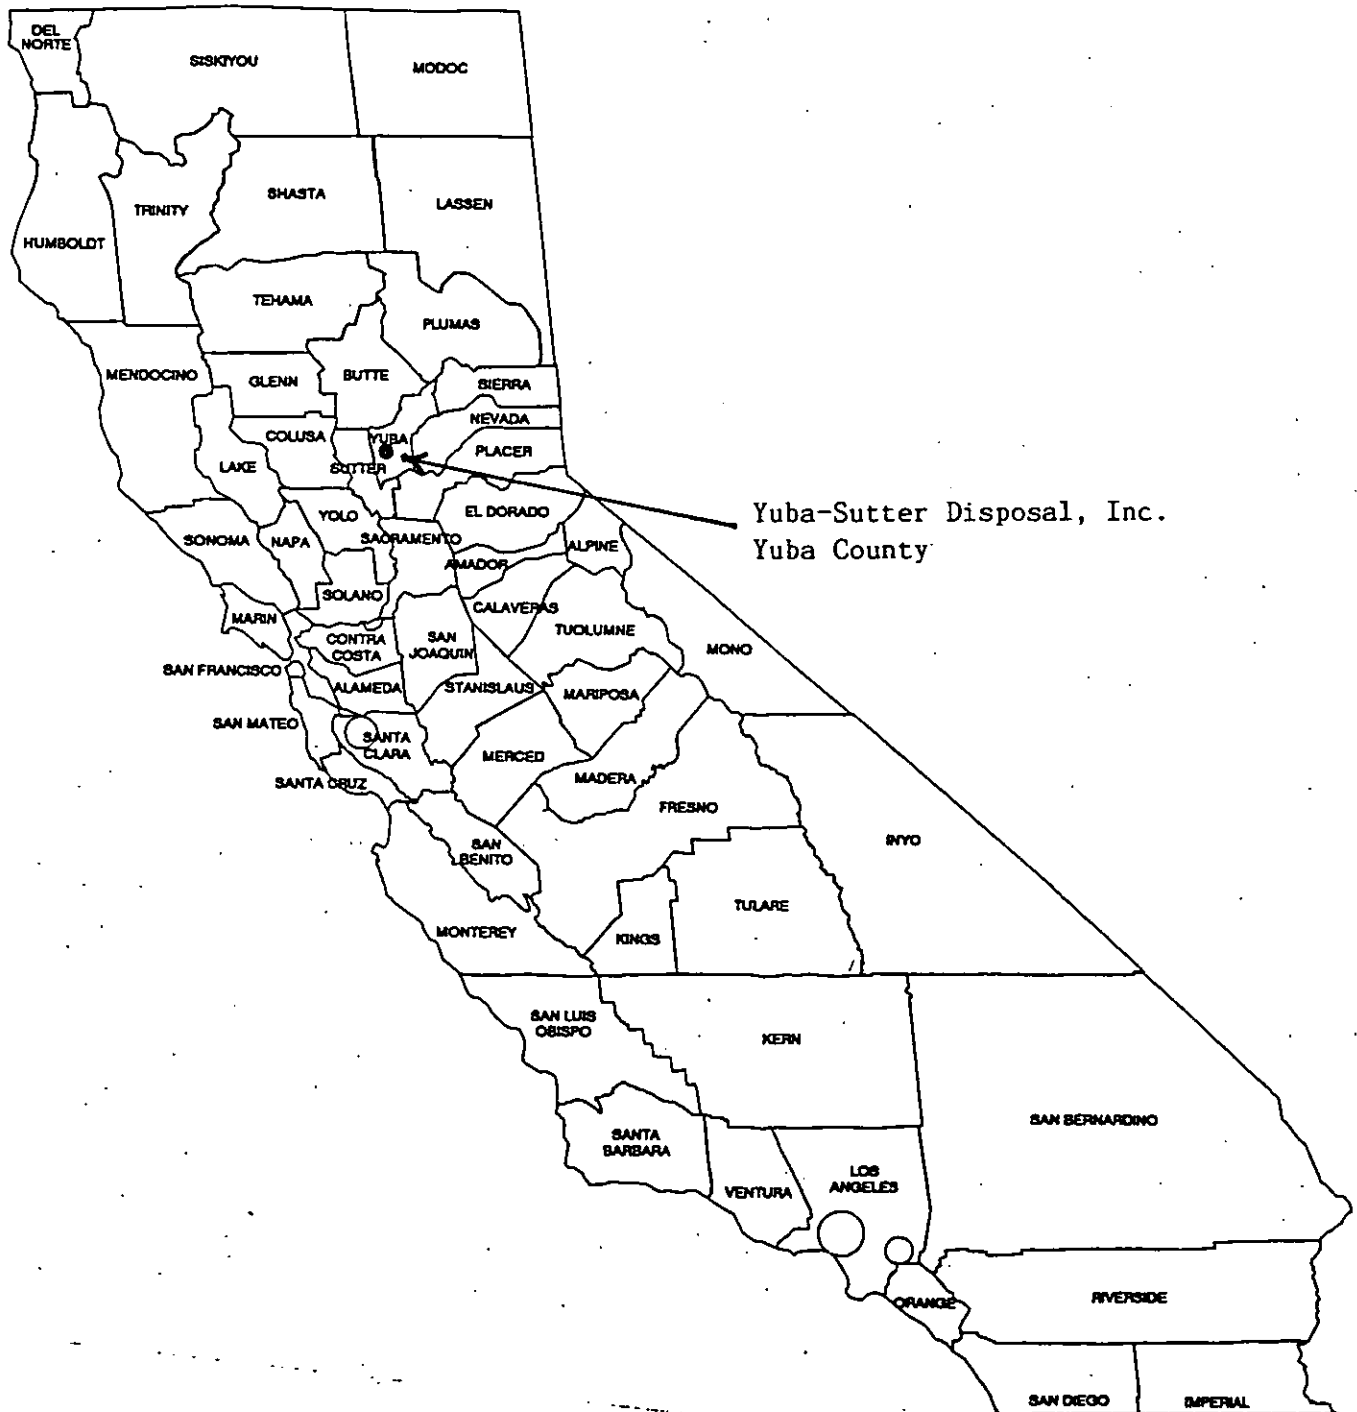 DEL
NORTE
SISKIYOU
MODOC
HUMBOLDT
TRINITY
SHASTA
LASSEN
TEHAMA
PLUMAS
MENDOCINO
GLENN
BUTTE
SIERRA
NEVADA
COLUSA
YUBA
PLACER
LAKE
SUTTER
YOLO
EL DORADO
Yuba-Sutter Disposal, Inc.
Yuba County
SONOMA
NAPA
SACRAMENTO
ALPINE
AMADOR
SOLANO
CALAVERAS
MARIN
CONTRA
COSTA
SAN
JOAQUIN
TUOLUMNE
MONO
SAN FRANCISCO
ALAMEDA
STANISLAUS
MARIPOSA
SAN MATEO
SANTA
CLARA
MERCED
SANTA CRUZ
MADERA
FRESNO
SAN
BENITO
INYO
TULARE
MONTEREY
KINGS
SAN LUIS
OBISPO
KERN
SAN BERNARDINO
SANTA
BARBARA
VENTURA
LOS
ANGELES
ORANGE
RIVERSIDE
SAN DIEGO
IMPERIAL